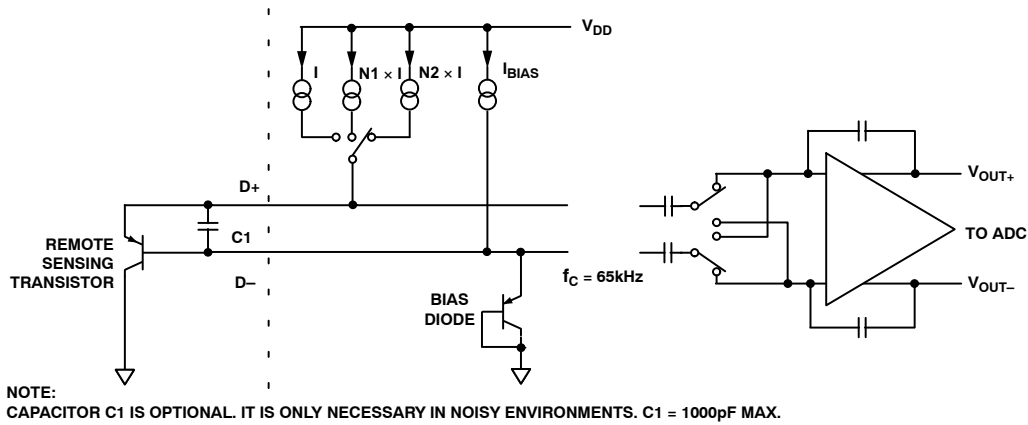 V_DD
I
N1 × I
N2 × I
I_BIAS
D+
C1
REMOTE
SENSING
TRANSISTOR
D–
BIAS
DIODE
f_C = 65kHz
V_OUT+
TO ADC
V_OUT–
NOTE:
CAPACITOR C1 IS OPTIONAL. IT IS ONLY NECESSARY IN NOISY ENVIRONMENTS. C1 = 1000pF MAX.